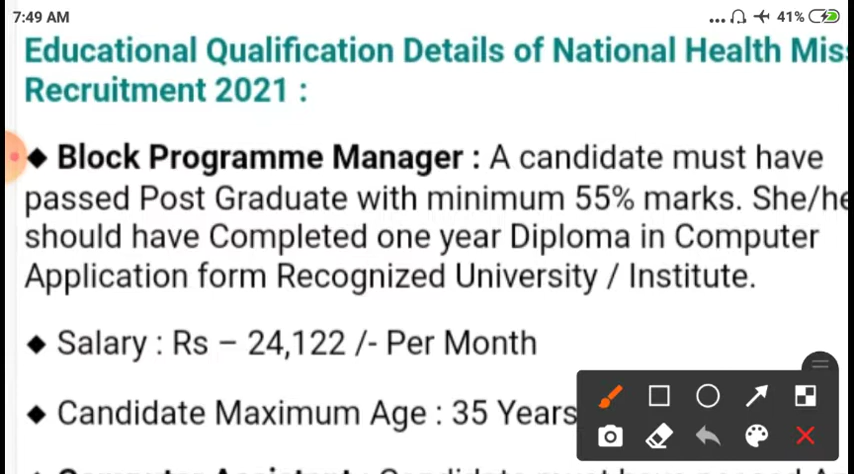 7:49 AM ... 41%
Educational Qualification Details of National Health Mis
Recruitment 2021 :
◆ Block Programme Manager : A candidate must have
passed Post Graduate with minimum 55% marks. She/he
should have Completed one year Diploma in Computer
Application form Recognized University / Institute.
◆ Salary : Rs – 24,122 /- Per Month
◆ Candidate Maximum Age : 35 Years